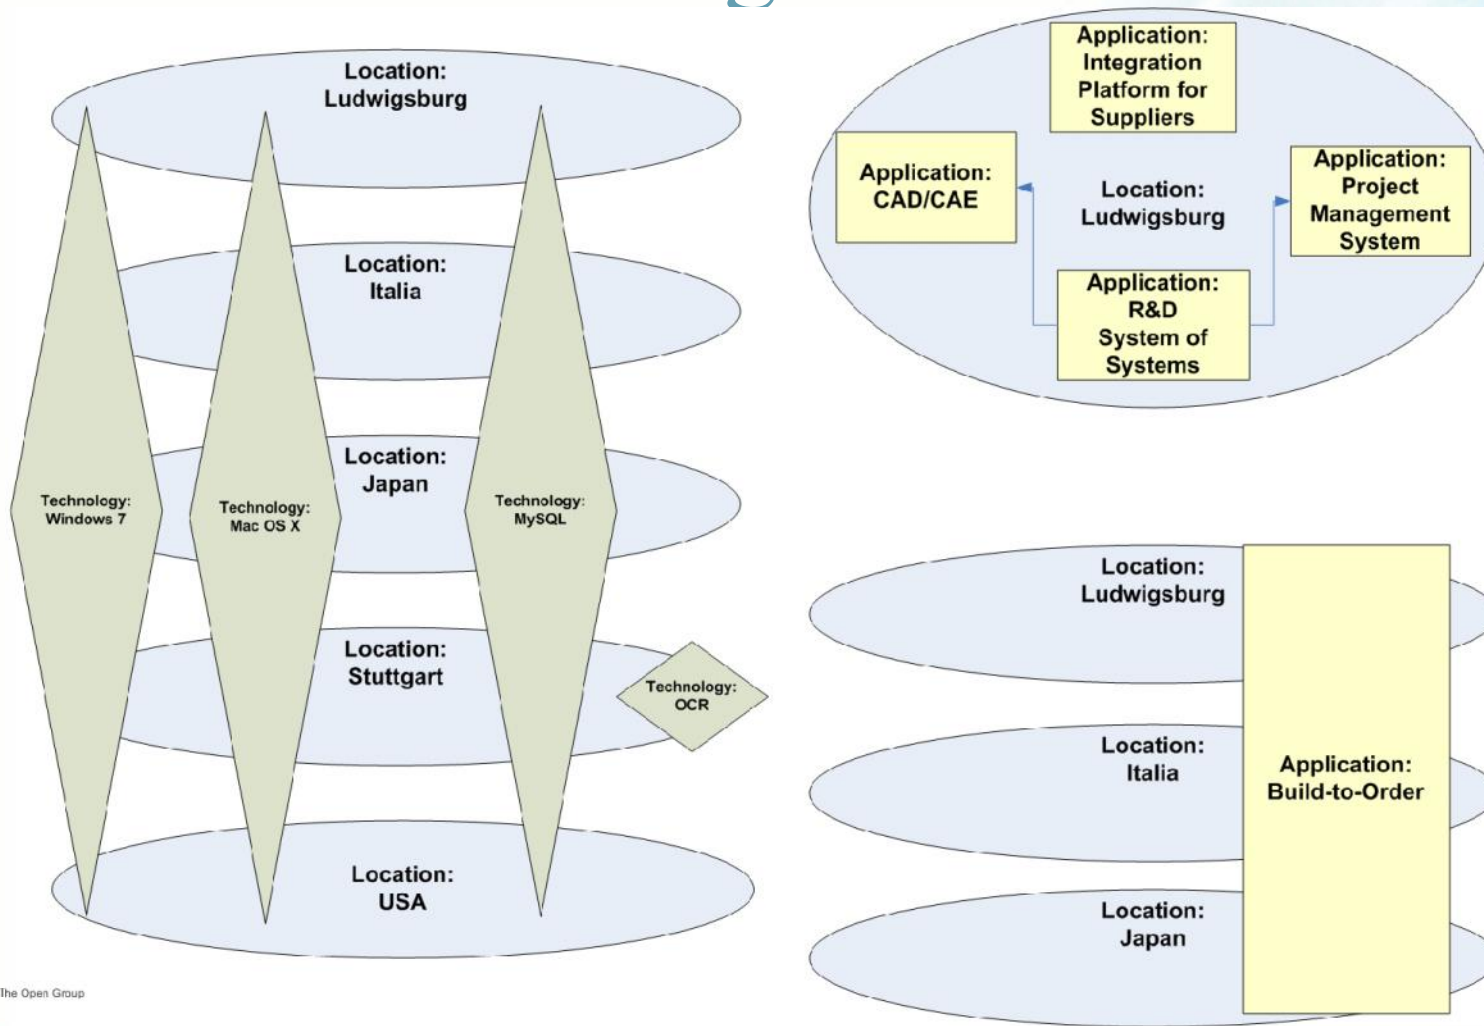 Location:
Ludwigsburg
Location:
Italia
Location:
Japan
Technology:
Windows 7
Technology:
Mac OS X
Technology:
MySQL
Location:
Stuttgart
Technology:
OCR
Location:
USA
Application:
Integration
Platform for
Suppliers
Application:
CAD/CAE
Location:
Ludwigsburg
Application:
Project
Management
System
Application:
R&D
System of
Systems
Location:
Ludwigsburg
Location:
Italia
Application:
Build-to-Order
Location:
Japan
The Open Group